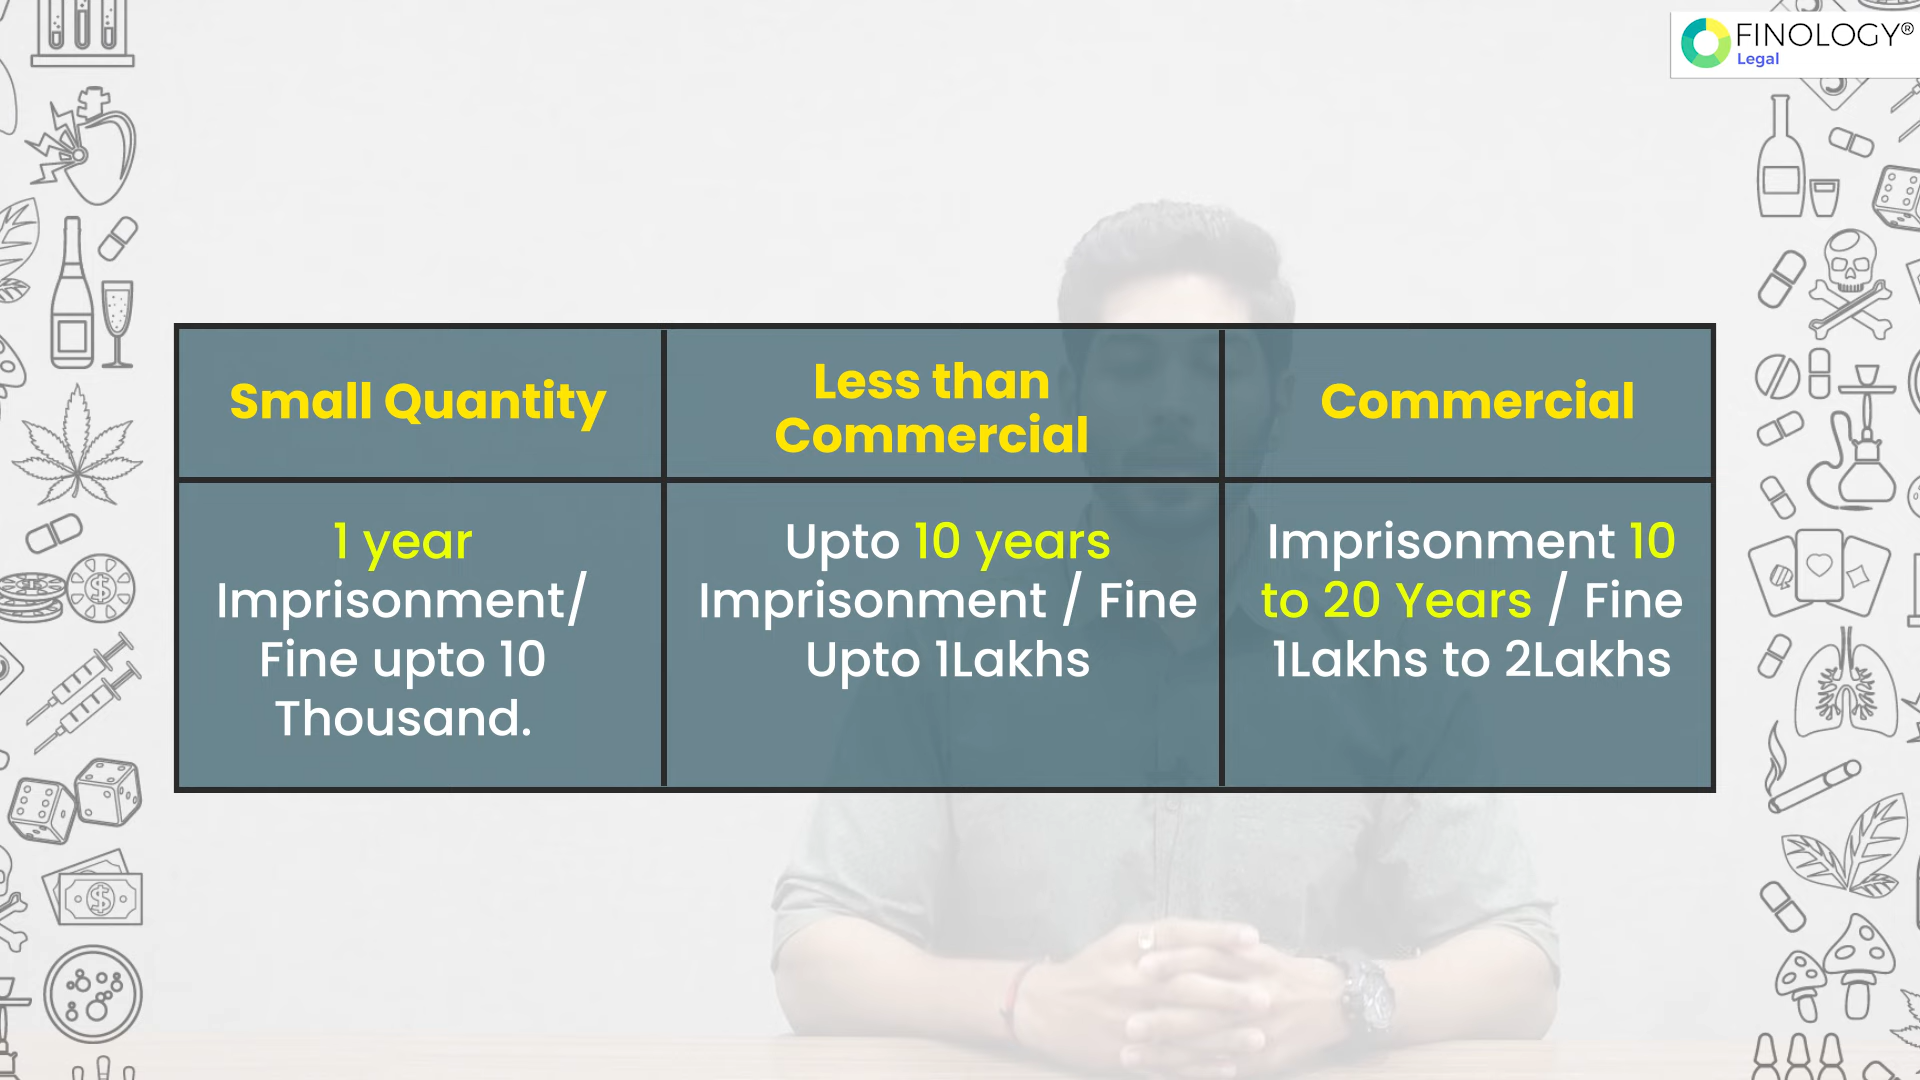 FINOLOGY®
Legal
Small Quantity
Less than
Commercial
Commercial
1 year
Imprisonment/
Fine upto 10
Thousand.
Upto 10 years
Imprisonment / Fine
Upto 1Lakhs
Imprisonment 10
to 20 Years / Fine
1Lakhs to 2Lakhs